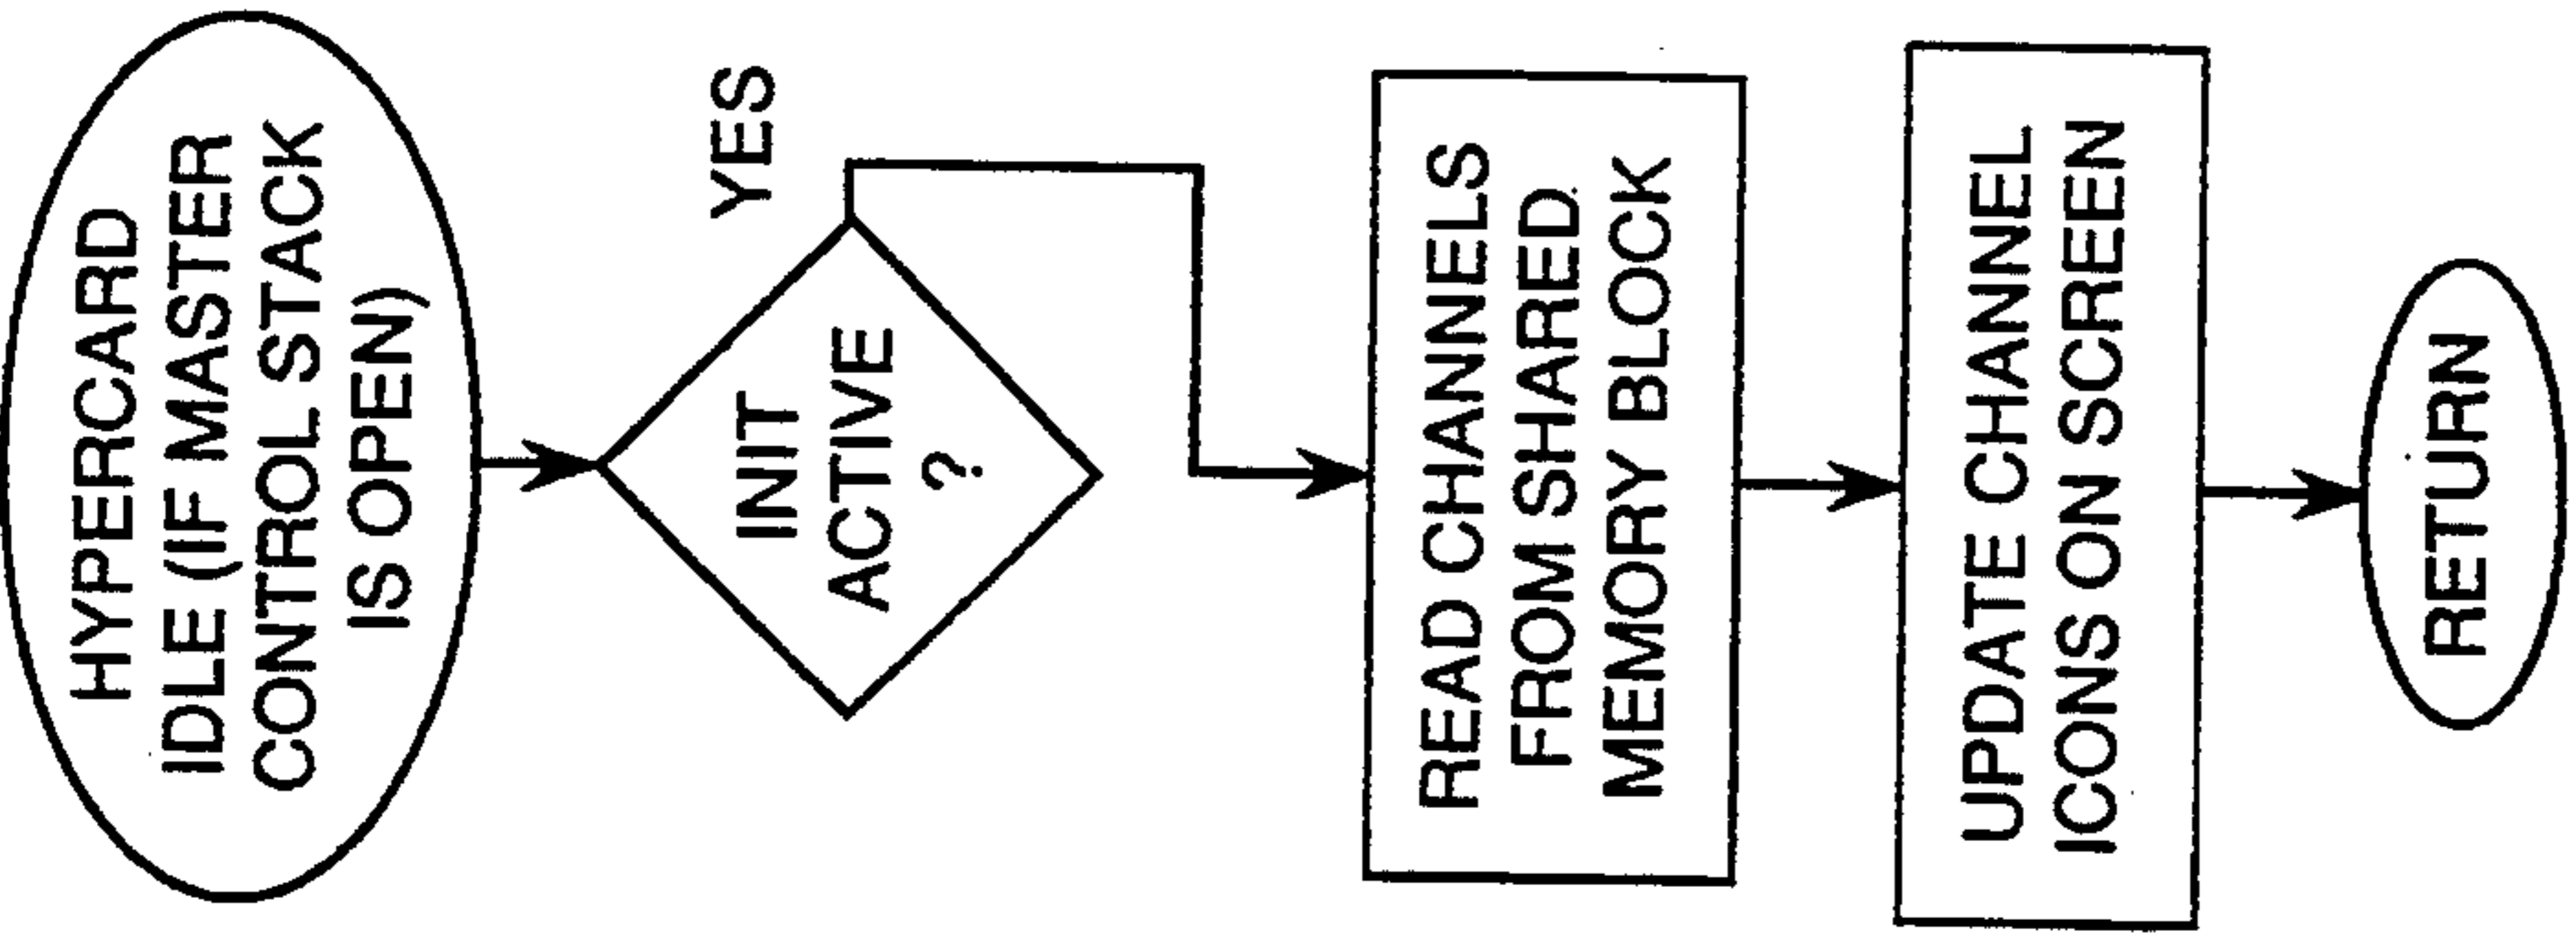 HYPERCARD
IDLE (IF MASTER
CONTROL STACK
IS OPEN)
INIT
ACTIVE
?
YES
READ CHANNELS
FROM SHARED
MEMORY BLOCK
UPDATE CHANNEL
ICONS ON SCREEN
RETURN